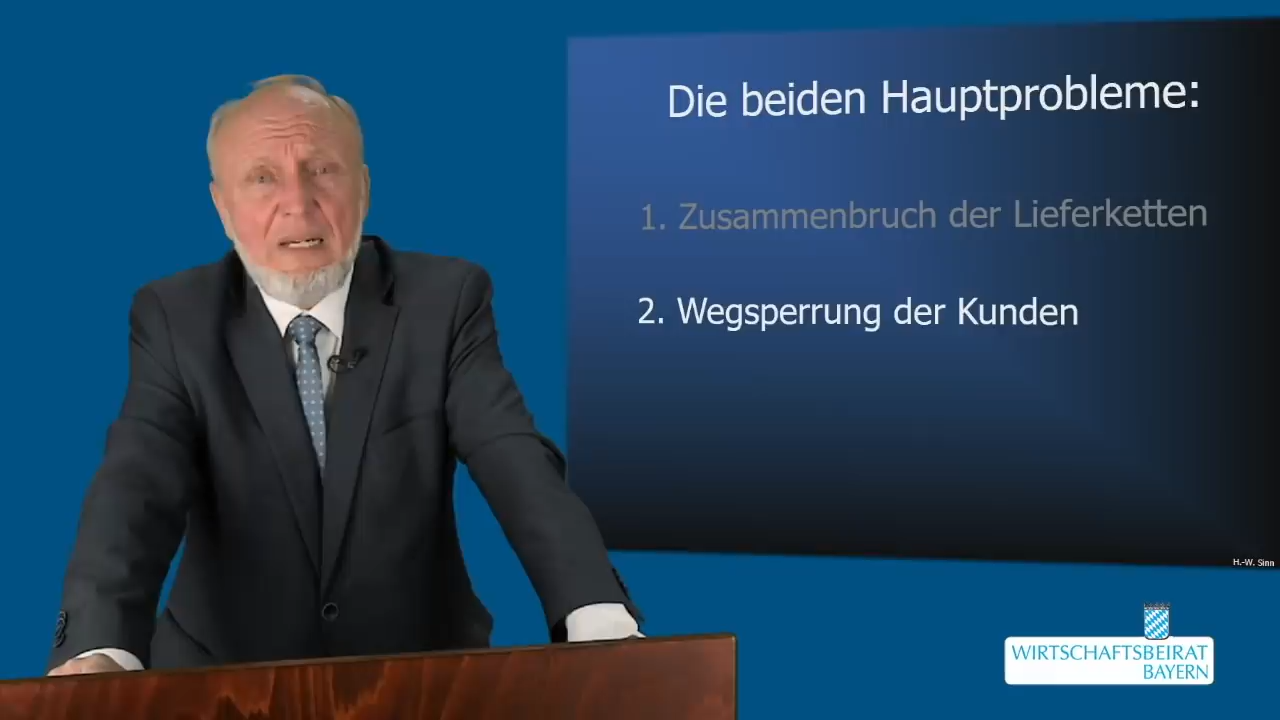 Die beiden Hauptprobleme:
1. Zusammenbruch der Lieferketten
2. Wegsperrung der Kunden
H.-W. Sinn
WIRTSCHAFTSBEIRAT
BAYERN